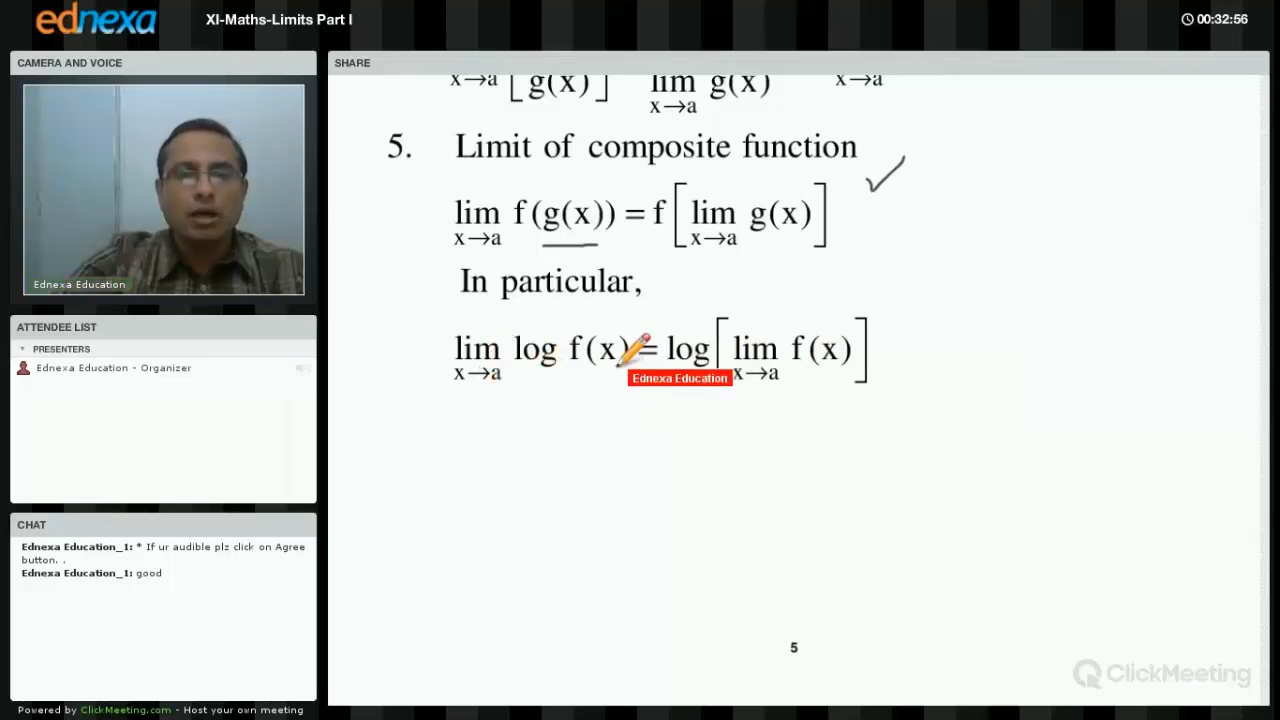 ednexa
XI-Maths-Limits Part I
00:32:56
CAMERA AND VOICE
Ednexa Education
ATTENDEE LIST
PRESENTERS
Ednexa Education - Organizer
CHAT
Ednexa Education_1: * If ur audible plz click on Agree
button. .
Ednexa Education_1: good
Powered by ClickMeeting.com - Host your own meeting
SHARE
x→a [g(x)] lim g(x) x→a
x→a
5. Limit of composite function
lim f(g(x)) = f[lim g(x)]
x→a x→a
In particular,
lim log f(x) = log[lim f(x)]
x→a x→a
Ednexa Education
5
ClickMeeting